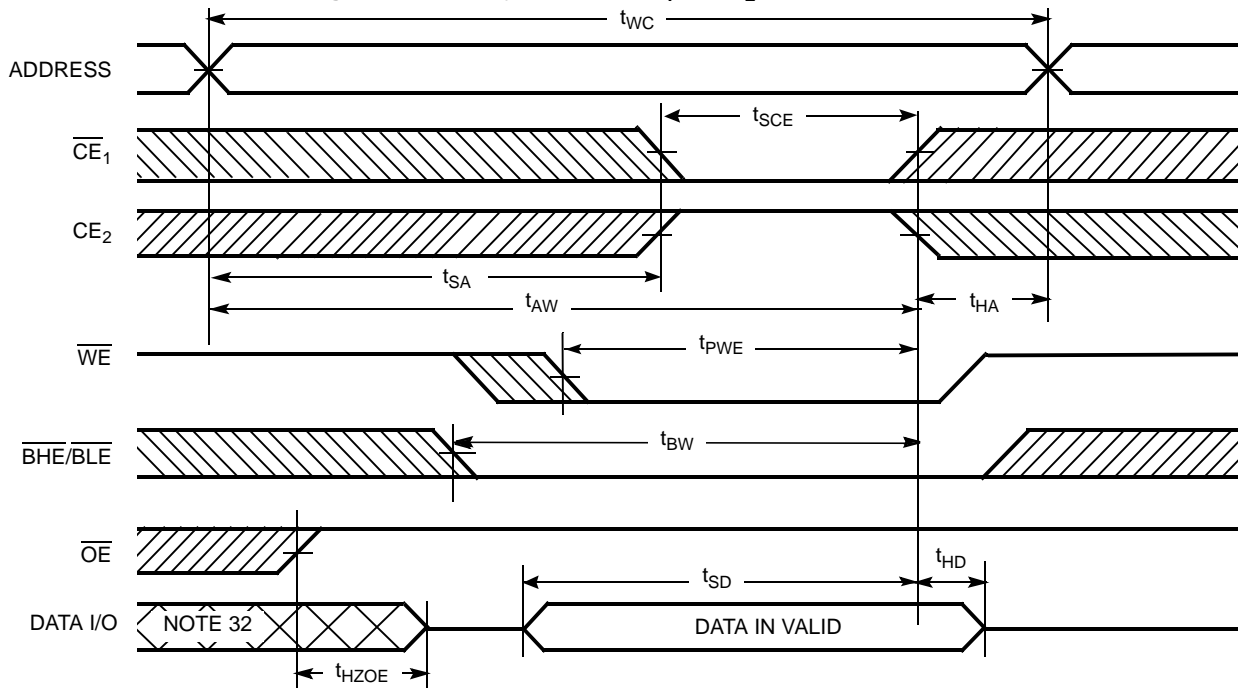 tWC
ADDRESS
tSCE
CE1
CE2
tSA
tAW
tHA
WE
tPWE
BHE/BLE
tBW
OE
tHD
tSD
DATA I/O
NOTE 32
DATA IN VALID
tHZOE